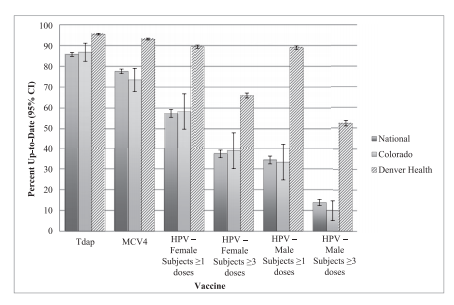 100
90
80
70
60
50
40
30
20
10
0
Percent Up-to-Date (95% CI)
Tdap
MCV4
HPV –
Female
Subjects ≥1
doses
HPV –
Female
Subjects ≥3
doses
HPV –
Male
Subjects ≥1
doses
HPV –
Male
Subjects ≥3
doses
Vaccine
National
Colorado
Denver Health